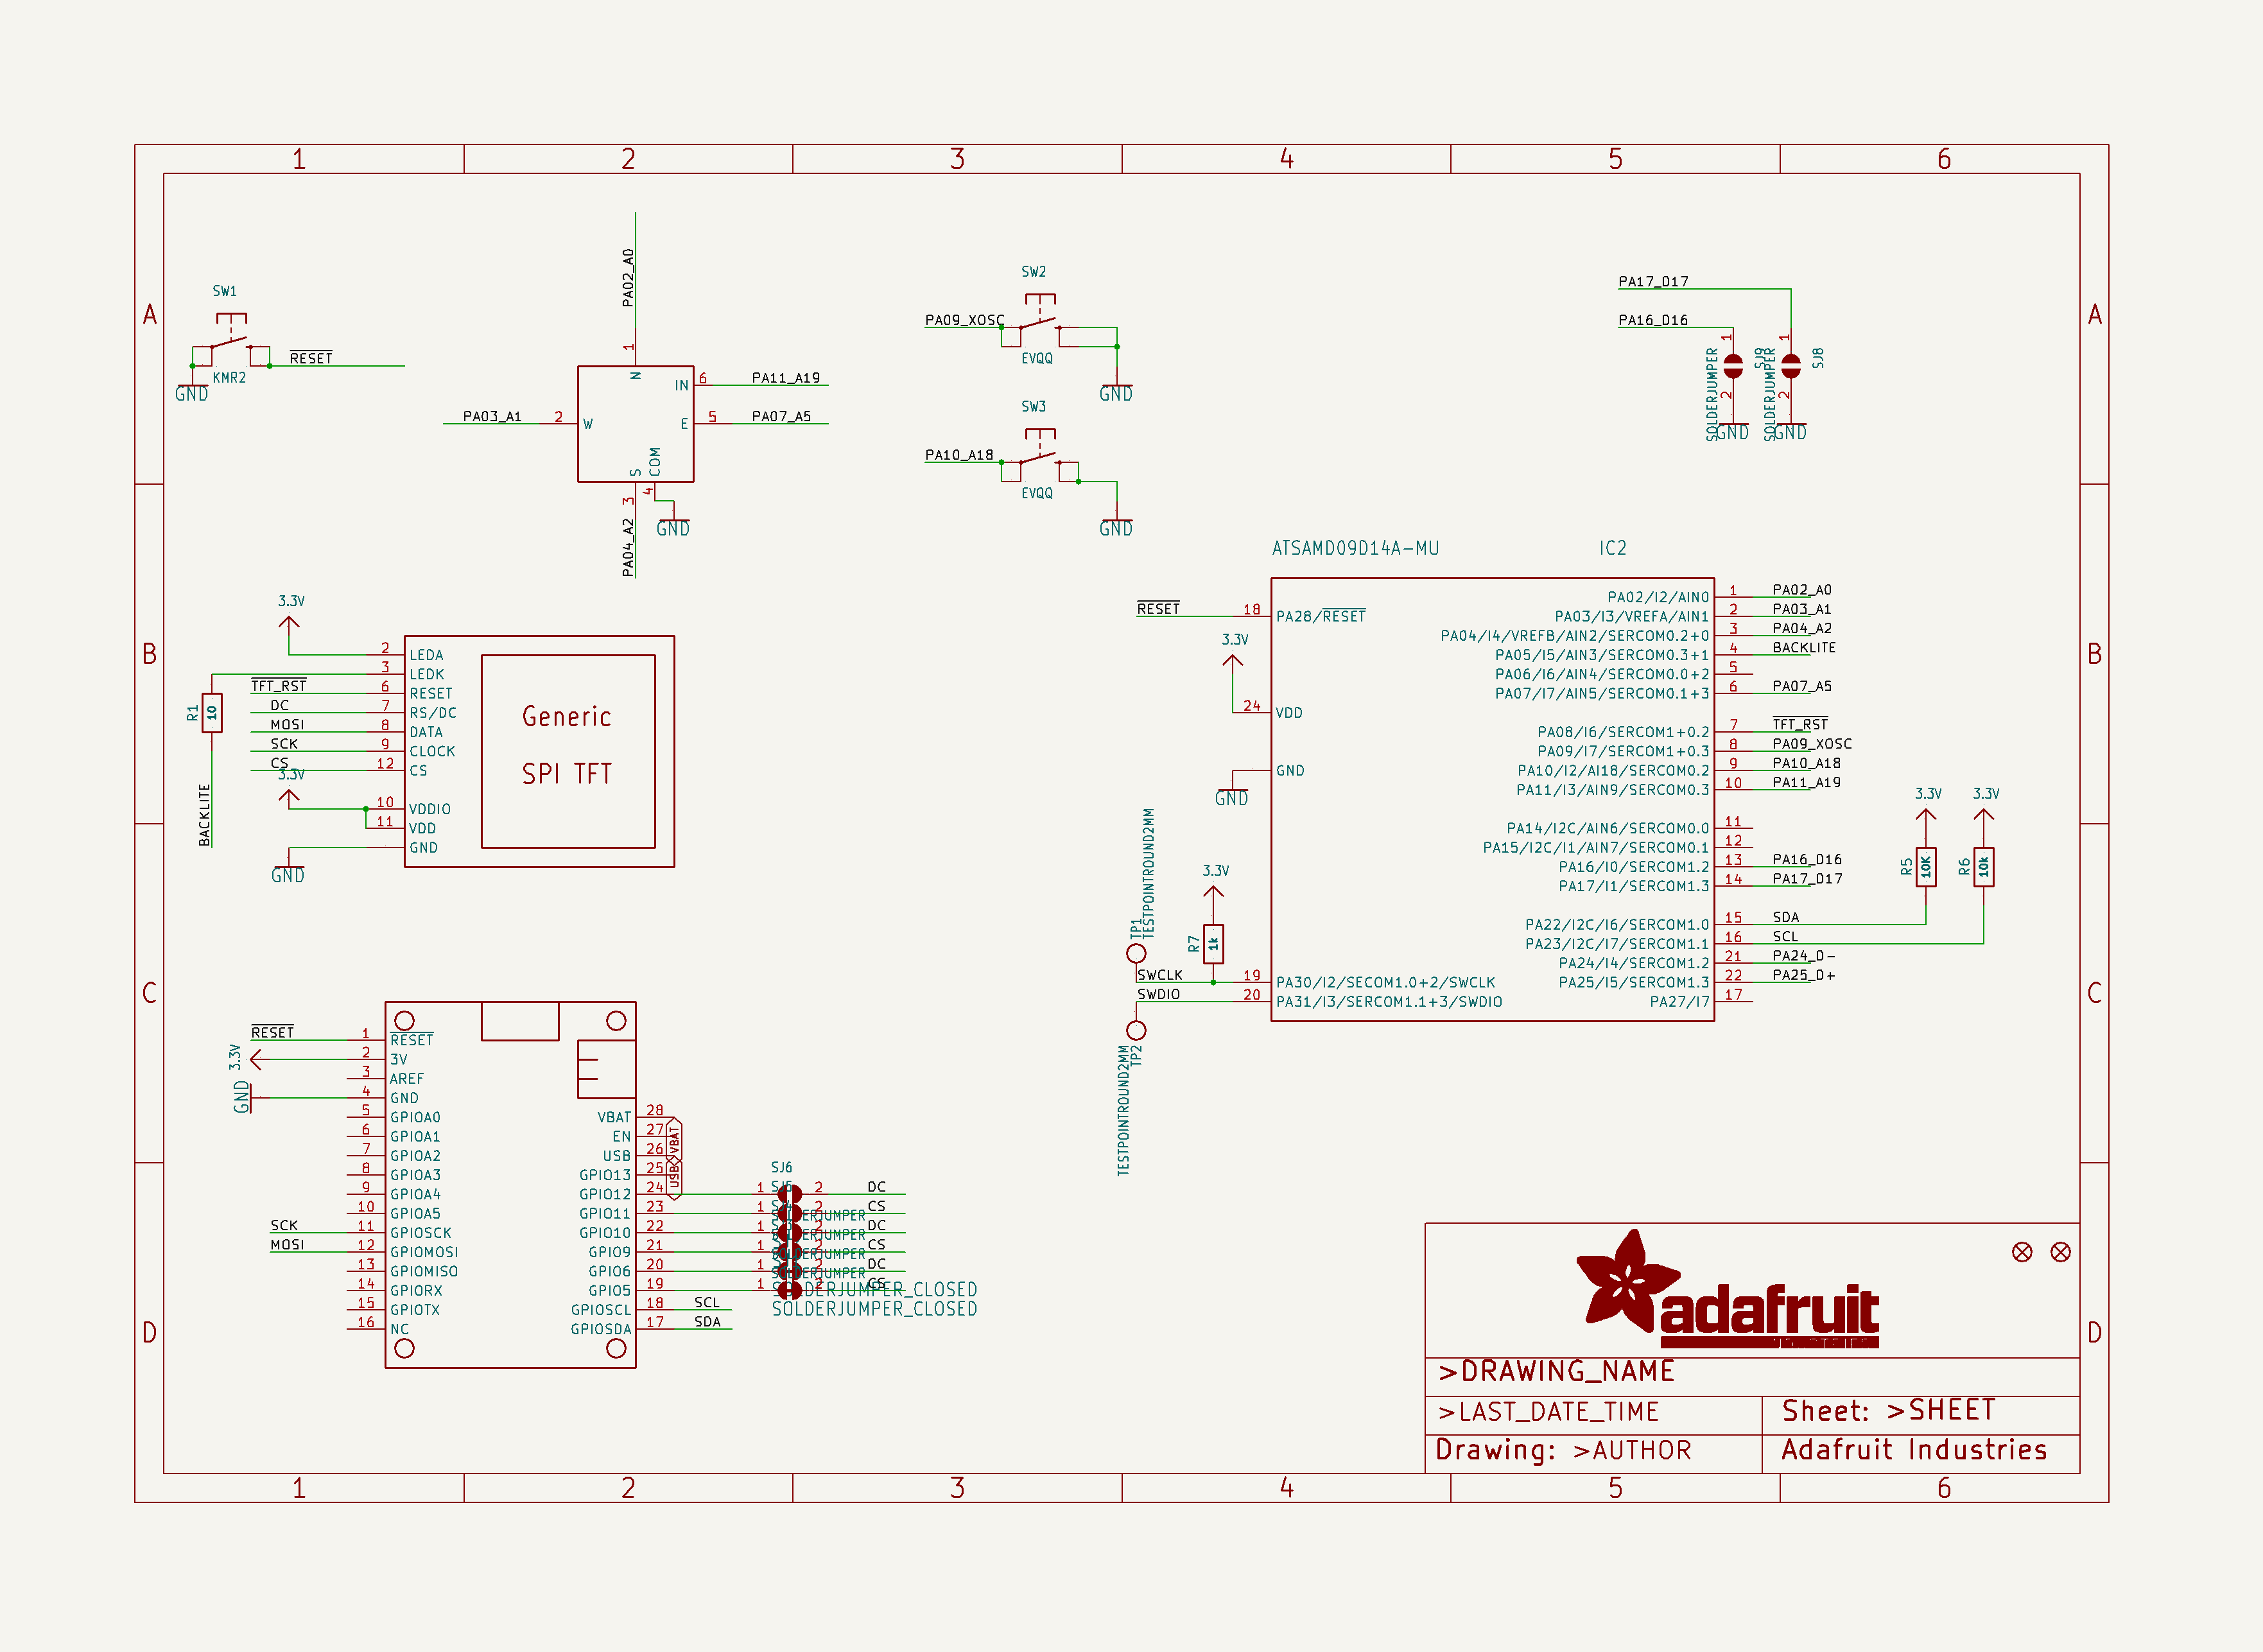 1 2 3 4 5 6
A A
B B
C C
D D
SW1
KMR2
RESET
GND
PA02_A0
1
N
PA03_A1 2 W
IN 6 PA11_A19
E 5 PA07_A5
S COM
3 4
PA04_A2
GND
SW2
PA09_XOSC
EVQQ
GND
SW3
PA10_A18
EVQQ
GND
PA17_D17
PA16_D16
1 1
SJ9 SJ8
SOLDERJUMPER SOLDERJUMPER
2 2
GND GND
3.3V
2 LEDA
3 LEDK
TFT_RST 6 RESET
DC 7 RS/DC
MOSI 8 DATA
SCK 9 CLOCK
CS 12 CS
3.3V
10 VDDIO
11 VDD
GND
GND
R1
10
BACKLITE
Generic
SPI TFT
ATSAMD09D14A-MU IC2
RESET 18 PA28/RESET
3.3V
24 VDD
GND
GND
3.3V
R7
1k
TP1
TESTPOINTROUND2MM
SWCLK 19 PA30/I2/SECOM1.0+2/SWCLK
SWDIO 20 PA31/I3/SERCOM1.1+3/SWDIO
TP2
TESTPOINTROUND2MM
PA02/I2/AIN0 1 PA02_A0
PA03/I3/VREFA/AIN1 2 PA03_A1
PA04/I4/VREFB/AIN2/SERCOM0.2+0 3 PA04_A2
PA05/I5/AIN3/SERCOM0.3+1 4 BACKLITE
PA06/I6/AIN4/SERCOM0.0+2 5
PA07/I7/AIN5/SERCOM0.1+3 6 PA07_A5
PA08/I6/SERCOM1+0.2 7 TFT_RST
PA09/I7/SERCOM1+0.3 8 PA09_XOSC
PA10/I2/AI18/SERCOM0.2 9 PA10_A18
PA11/I3/AIN9/SERCOM0.3 10 PA11_A19
PA14/I2C/AIN6/SERCOM0.0 11
PA15/I2C/I1/AIN7/SERCOM0.1 12
PA16/I0/SERCOM1.2 13 PA16_D16
PA17/I1/SERCOM1.3 14 PA17_D17
PA22/I2C/I6/SERCOM1.0 15 SDA
PA23/I2C/I7/SERCOM1.1 16 SCL
PA24/I4/SERCOM1.2 21 PA24_D-
PA25/I5/SERCOM1.3 22 PA25_D+
PA27/I7 17
3.3V 3.3V
R5 10K R6 10k
RESET 1 RESET
3.3V 2 3V
3 AREF
GND 4 GND
5 GPIOA0
6 GPIOA1
7 GPIOA2
8 GPIOA3
9 GPIOA4
10 GPIOA5
SCK 11 GPIOSCK
MOSI 12 GPIOMOSI
13 GPIOMISO
14 GPIORX
15 GPIOTX
16 NC
VBAT 28
EN 27 VBAT
USB 26
GPIO13 25 USB
GPIO12 24 1 2 DC
GPIO11 23 1 2 CS
GPIO10 22 1 2 DC
GPIO9 21 1 2 CS
GPIO6 20 1 2 DC
GPIO5 19 1 2 CS
GPIOSCL 18 SCL
GPIOSDA 17 SDA
SJ6
SJ5
SOLDERJUMPER
SOLDERJUMPER
SOLDERJUMPER
SOLDERJUMPER
SOLDERJUMPER_CLOSED
SOLDERJUMPER_CLOSED
adafruit
>DRAWING_NAME
>LAST_DATE_TIME
Sheet: >SHEET
Drawing: >AUTHOR
Adafruit Industries
1 2 3 4 5 6